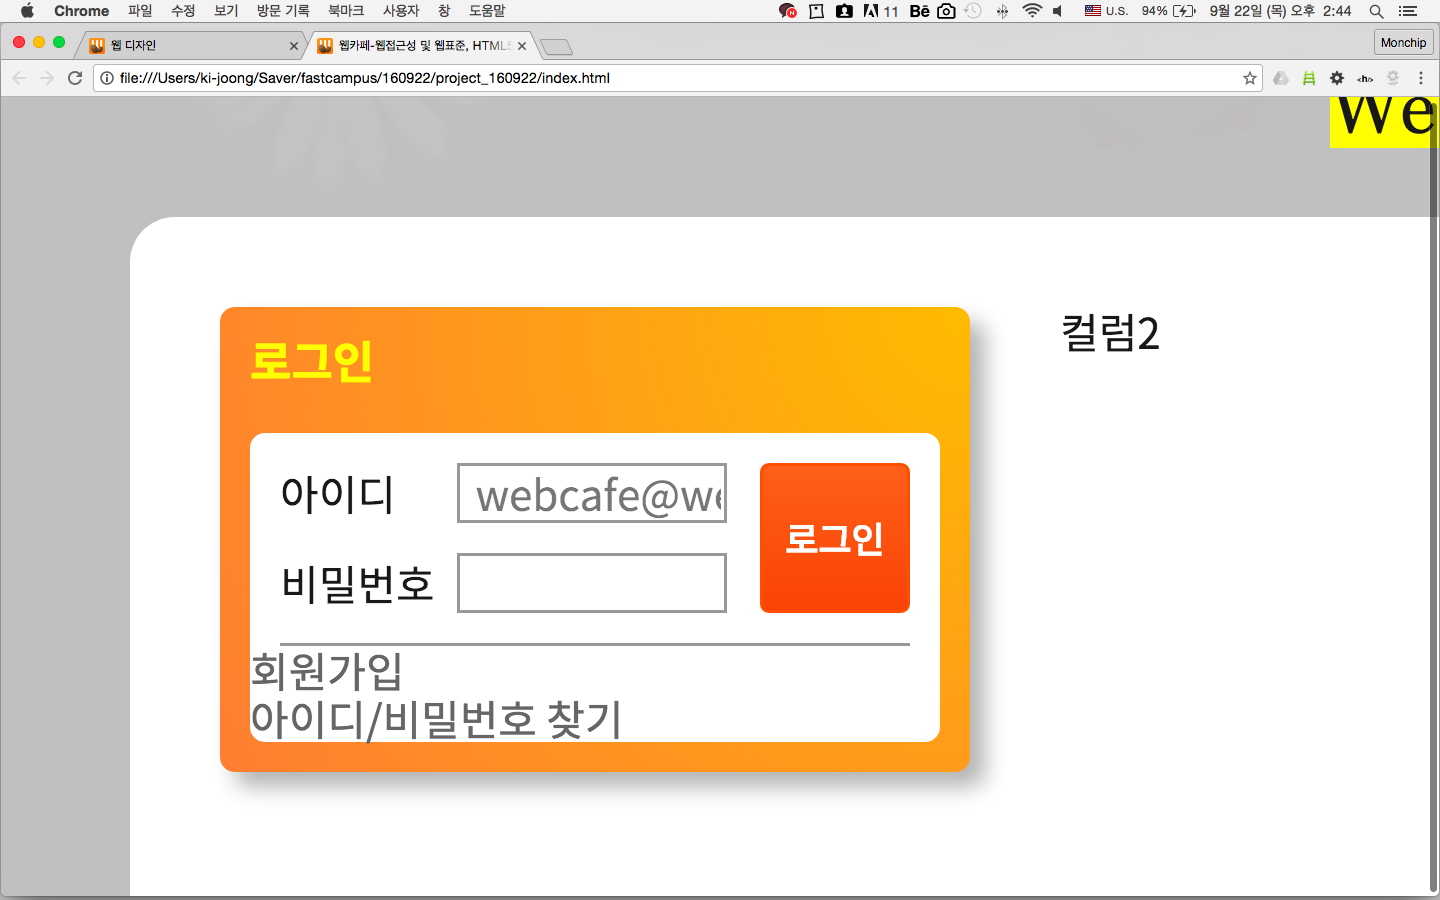 Chrome 파일 수정 보기 방문 기록 북마크 사용자 창 도움말 11 Bē U.S. 94% 9월 22일 (목) 오후 2:44
웹 디자인 웹카페-웹접근성 및 웹표준, HTML5 Monchip
file:///Users/ki-joong/Saver/fastcampus/160922/project_160922/index.html <h/>
We
컬럼2
로그인
아이디 webcafe@we
로그인
비밀번호
회원가입
아이디/비밀번호 찾기